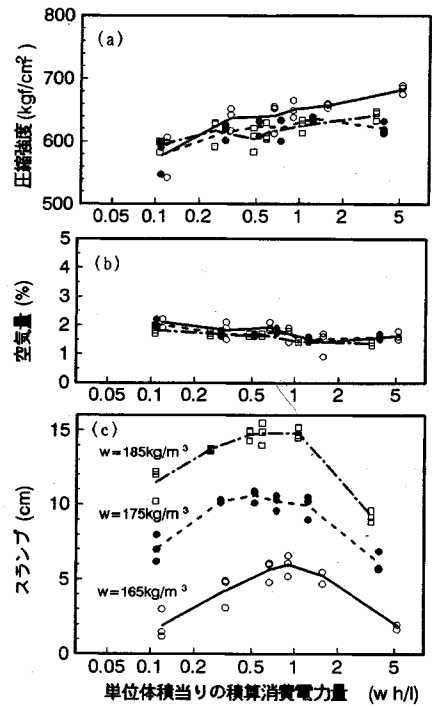 800
(a)
700
600
500
圧縮強度(kgf/cm²)
0.05 0.1 0.2 0.5 1 2 5
5
(b)
4
3
2
1
0
空気量(%)
0.05 0.1 0.2 0.5 1 2 5
15
(c)
w=185kg/m³
10
w=175kg/m³
5
w=165kg/m³
0
スランプ(cm)
0.05 0.1 0.2 0.5 1 2 5
単位体積当りの積算消費電力量 (w h/l)